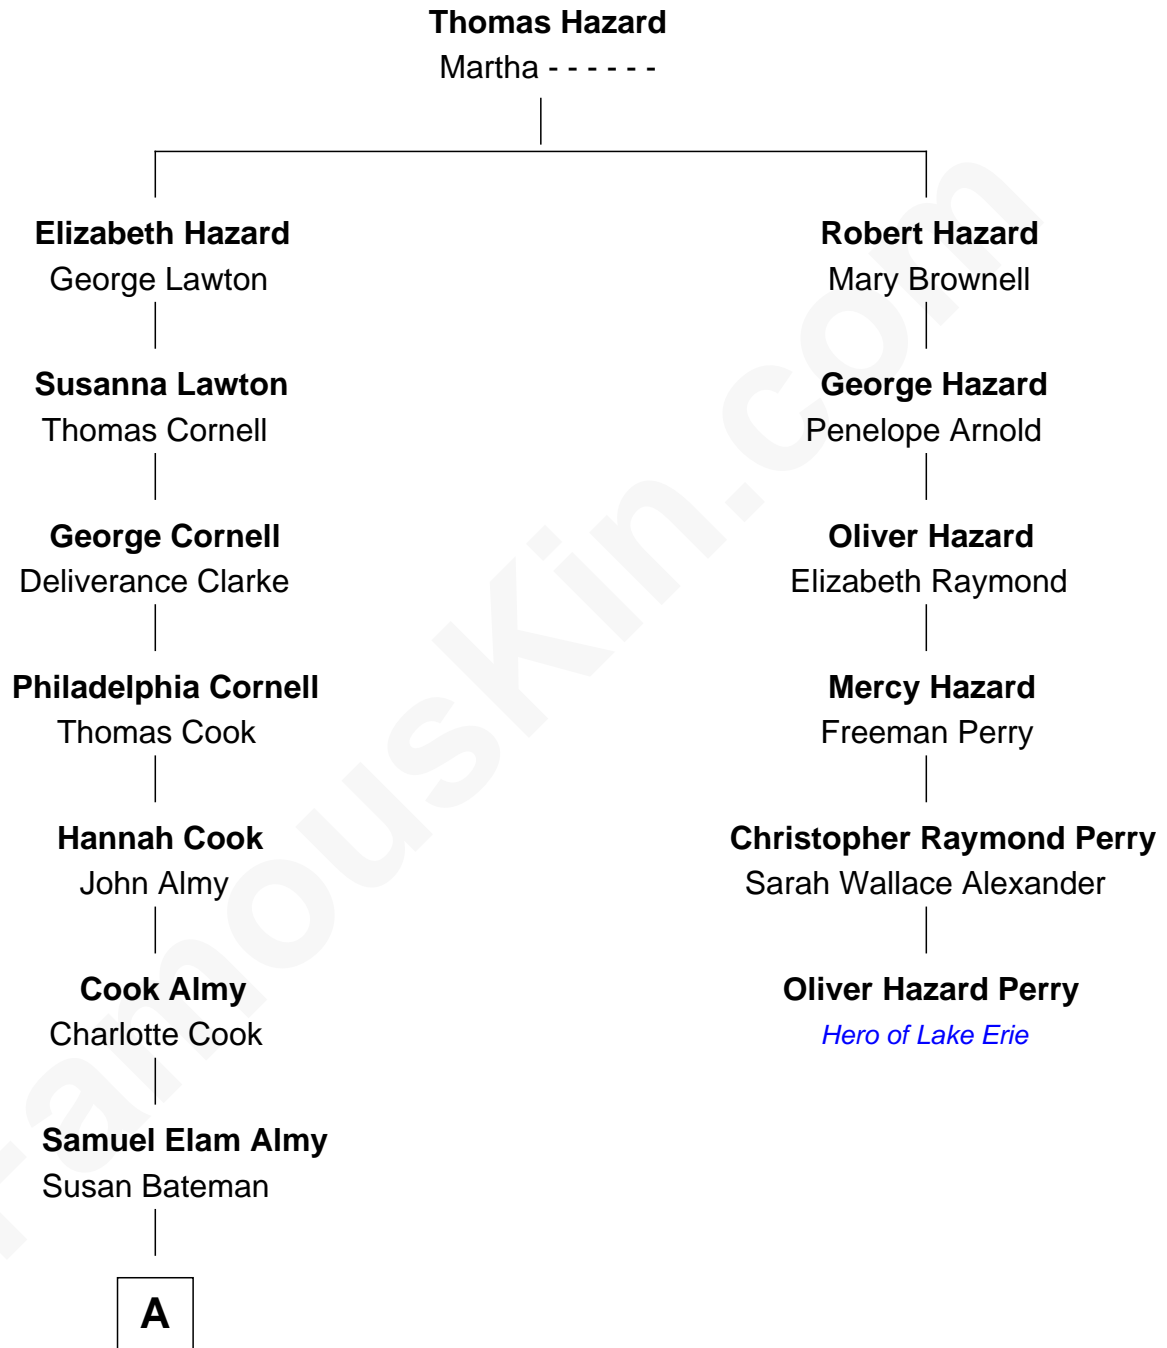 Thomas Hazard
Martha - - - - - -
Elizabeth Hazard
George Lawton
Robert Hazard
Mary Brownell
Susanna Lawton
Thomas Cornell
George Hazard
Penelope Arnold
George Cornell
Deliverance Clarke
Oliver Hazard
Elizabeth Raymond
Philadelphia Cornell
Thomas Cook
Mercy Hazard
Freeman Perry
Hannah Cook
John Almy
Christopher Raymond Perry
Sarah Wallace Alexander
Cook Almy
Charlotte Cook
Oliver Hazard Perry
Hero of Lake Erie
Samuel Elam Almy
Susan Bateman
A
FamousKin.com